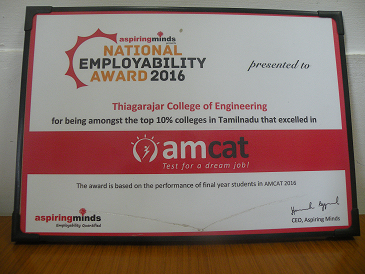 aspiringminds
NATIONAL
EMPLOYABILITY
AWARD 2016
presented to
Thiagarajar College of Engineering
for being amongst the top 10% colleges in Tamilnadu that excelled in
amcat
Test for a dream job!
The award is based on the performance of final year students in AMCAT 2016
aspiringminds
Employability Quantified
CEO, Aspiring Minds